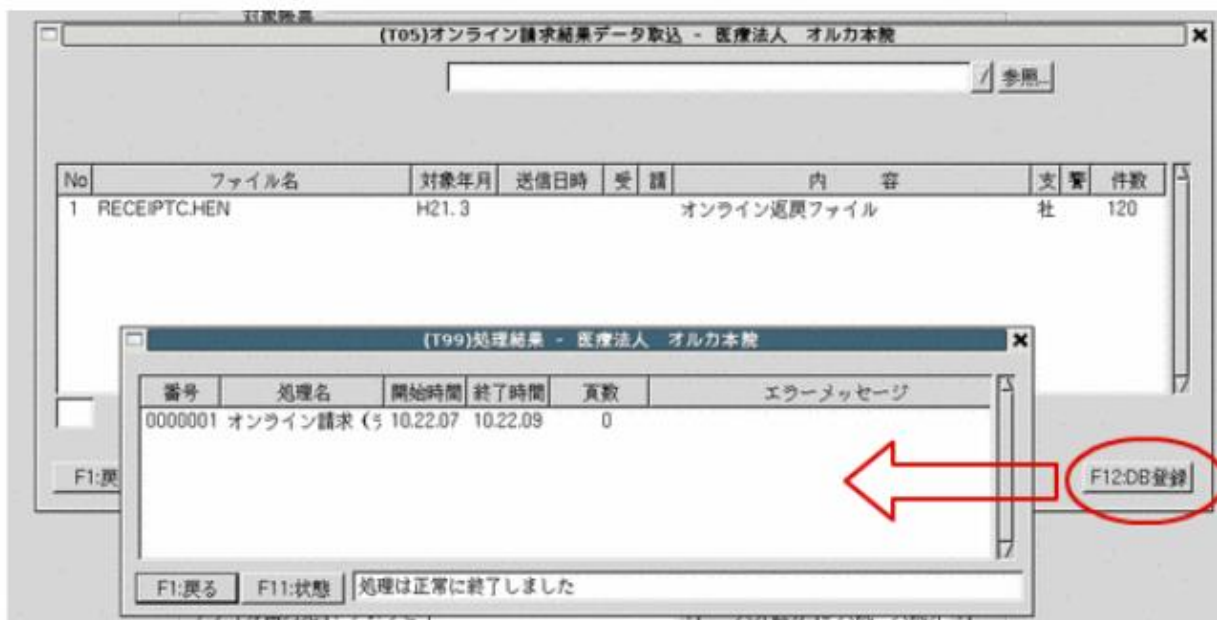 対象帳票
(T05)オンライン請求結果データ取込 - 医療法人 オルカ本院
参照...
No ファイル名 対象年月 送信日時 受 請 内 容 支 警 件数
1 RECEIPTC.HEN H21. 3 オンライン返戻ファイル 社 120
(T99)処理結果 - 医療法人 オルカ本院
番号 処理名 開始時間 終了時間 頁数 エラーメッセージ
0000001 オンライン請求 (ラ 10.22.07 10.22.09 0
F1:戻
F12:DB登録
F1:戻る F11:状態 処理は正常に終了しました